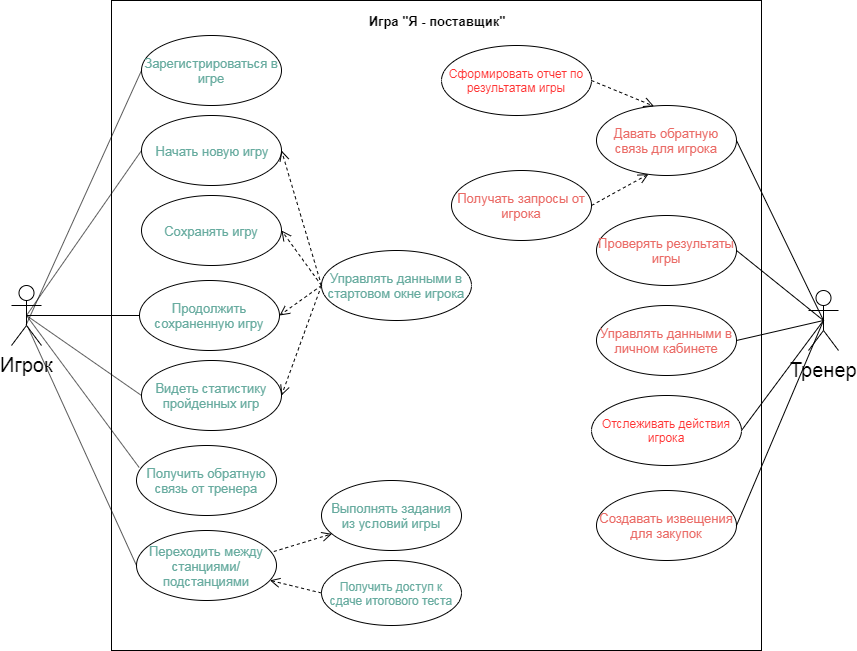 Игра "Я - поставщик"
Зарегистрироваться в
игре
Сформировать отчет по
результатам игры
Начать новую игру
Давать обратную
связь для игрока
Сохранять игру
Получать запросы от
игрока
Проверять результаты
игры
Управлять данными в
стартовом окне игрока
Продолжить
сохраненную игру
Управлять данными в
личном кабинете
Игрок
Тренер
Видеть статистику
пройденных игр
Отслеживать действия
игрока
Получить обратную
связь от тренера
Выполнять задания
из условий игры
Создавать извещения
для закупок
Переходить между
станциями/
подстанциями
Получить доступ к
сдаче итогового теста